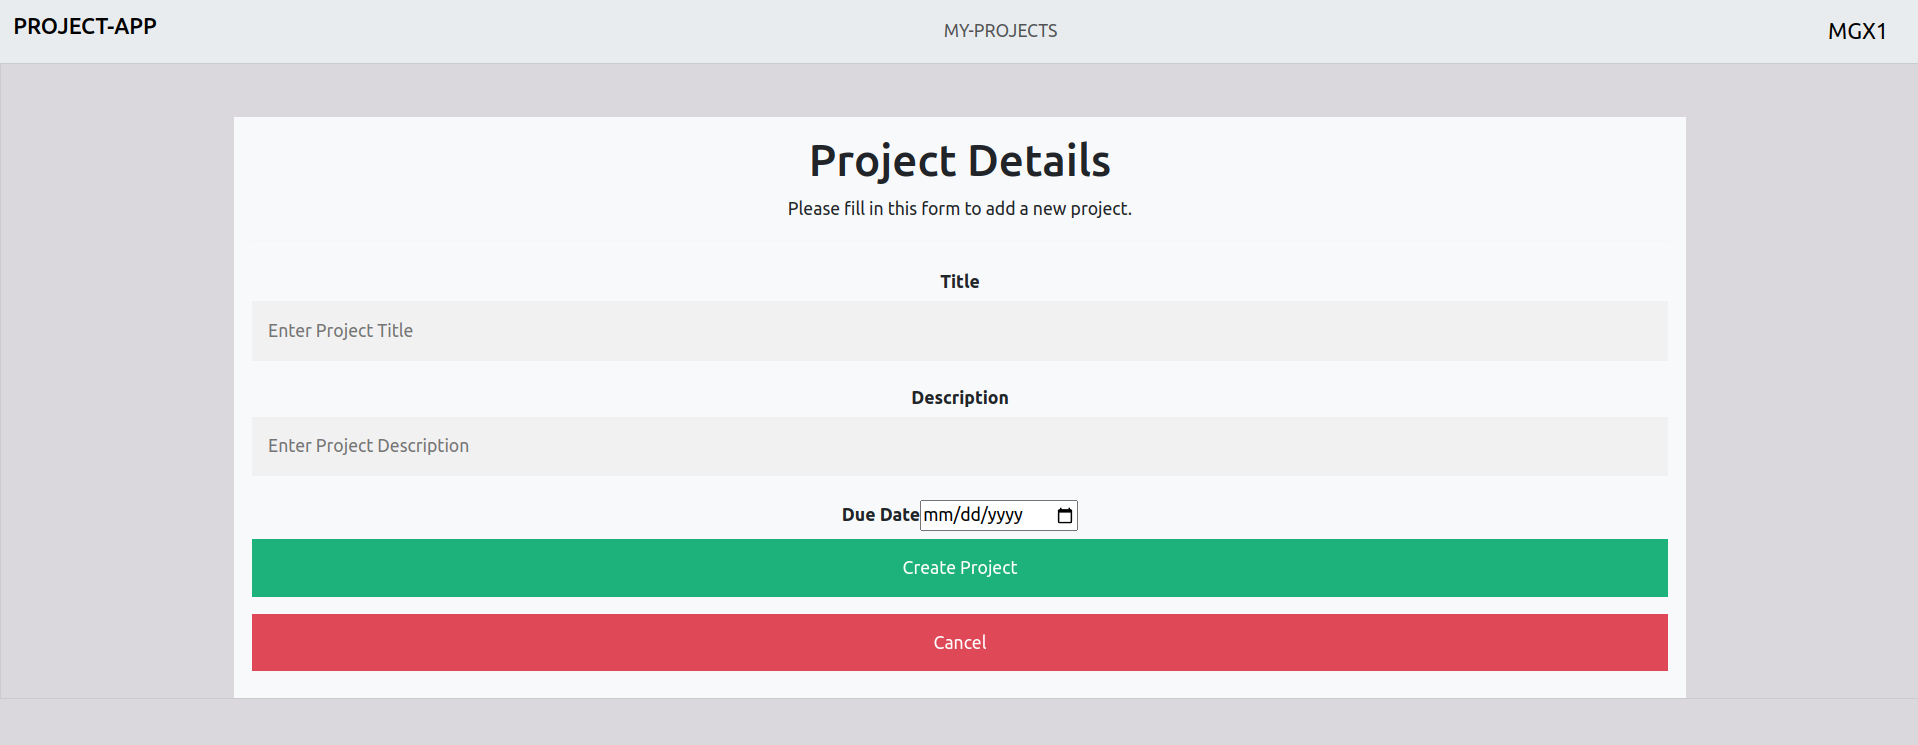 PROJECT-APP
MY-PROJECTS
MGX1
Project Details
Please fill in this form to add a new project.
Title
Enter Project Title
Description
Enter Project Description
Due Date mm/dd/yyyy
Create Project
Cancel